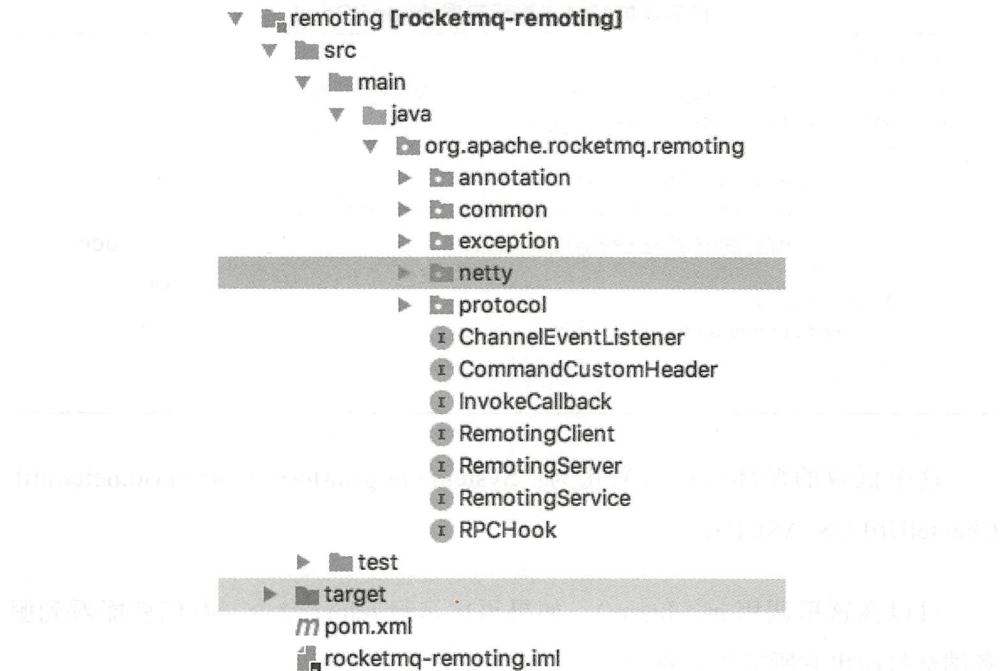 remoting [rocketmq-remoting]
src
main
java
org.apache.rocketmq.remoting
annotation
common
exception
netty
protocol
I ChannelEventListener
I CommandCustomHeader
I InvokeCallback
I RemotingClient
I RemotingServer
I RemotingService
I RPCHook
test
target
m pom.xml
rocketmq-remoting.iml